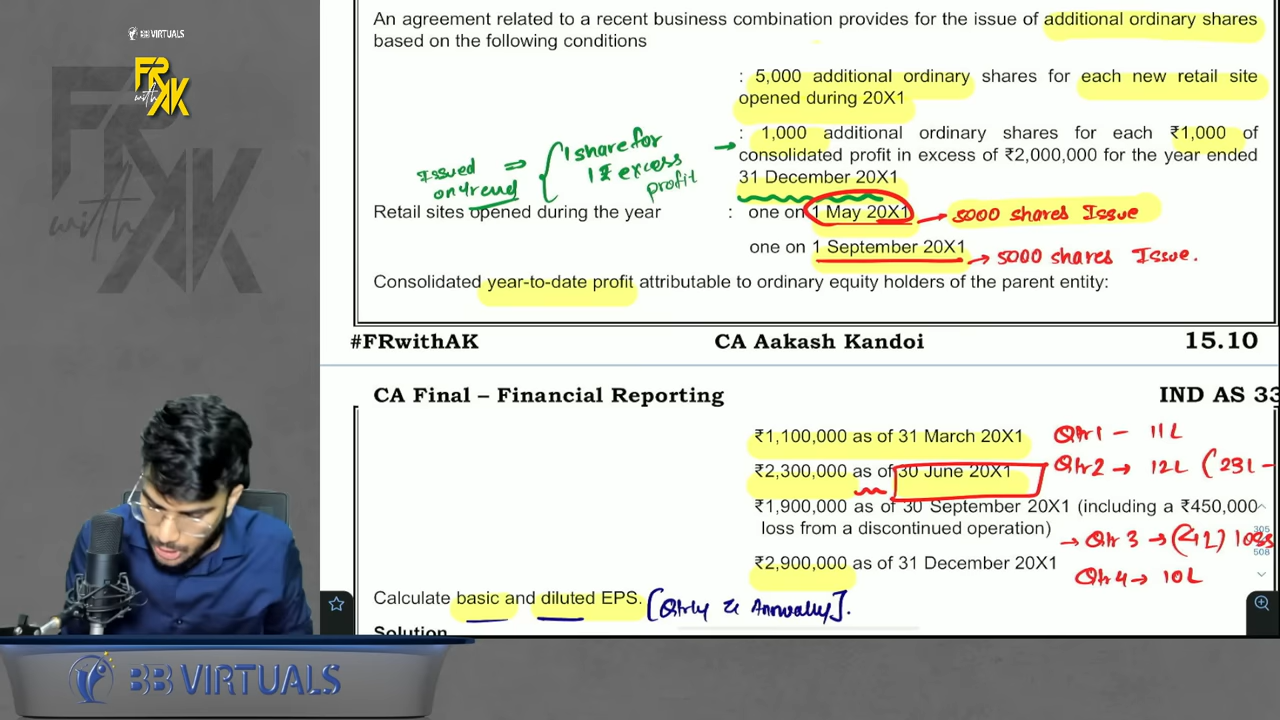 BB VIRTUALS
FR
with
AK
An agreement related to a recent business combination provides for the issue of additional ordinary shares
based on the following conditions
: 5,000 additional ordinary shares for each new retail site
opened during 20X1
: 1,000 additional ordinary shares for each ₹1,000 of
consolidated profit in excess of ₹2,000,000 for the year ended
31 December 20X1
Issued
on yrend
⇒ { 1 share for
1₹ excess
profit
Retail sites opened during the year : one on 1 May 20X1 → 5000 shares Issue
one on 1 September 20X1 → 5000 shares Issue.
Consolidated year-to-date profit attributable to ordinary equity holders of the parent entity:
#FRwithAK CA Aakash Kandoi 15.10
CA Final – Financial Reporting IND AS 33
₹1,100,000 as of 31 March 20X1 Qtr1 – 11L
₹2,300,000 as of 30 June 20X1 Qtr2 → 12L (23L –
₹1,900,000 as of 30 September 20X1 (including a ₹450,000
loss from a discontinued operation) → Qtr 3 → (4L) loss
₹2,900,000 as of 31 December 20X1 Qtr 4 → 10L
305
508
Calculate basic and diluted EPS. [Qtrly & Annually].
Solution
BB VIRTUALS